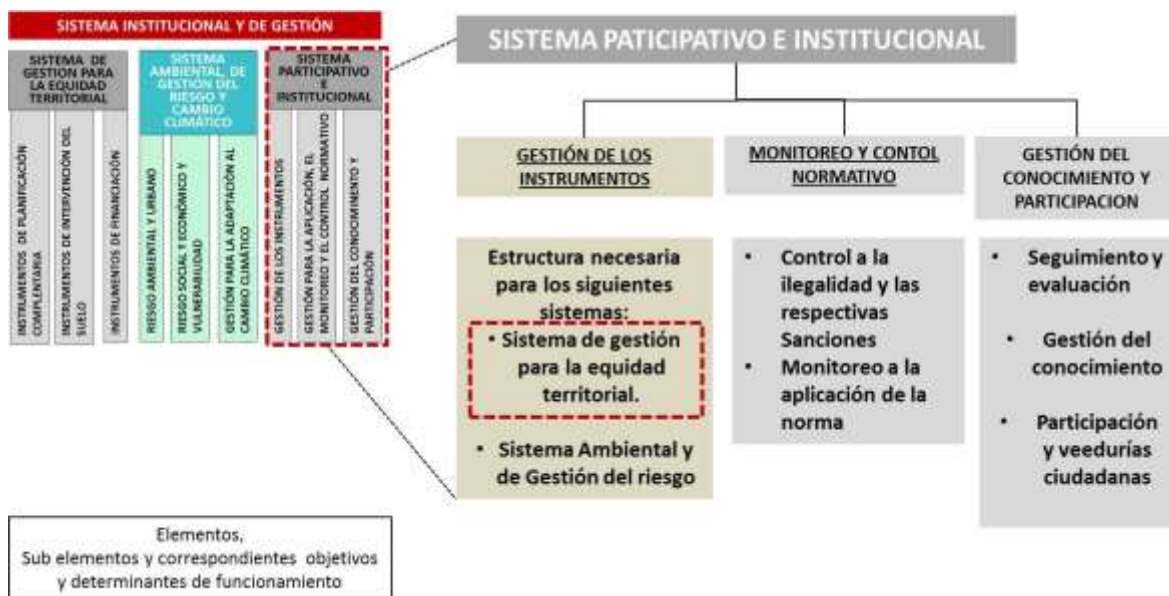 SISTEMA INSTITUCIONAL Y DE GESTIÓN
SISTEMA DE
GESTIÓN PARA
LA EQUIDAD
TERRITORIAL
INSTRUMENTOS DE PLANIFICACIÓN
COMPLENTARIA
INSTRUMENTOS DE INTERVENCIÓN DEL
SUELO
INSTRUMENTOS DE FINANCIACIÓN
SISTEMA
AMBIENTAL, DE
GESTIÓN DEL
RIESGO Y
CAMBIO
CLIMÁTICO
RIESGO AMBIENTAL Y URBANO
RIESGO SOCIAL Y ECONÓMICO Y
VULNERABILIDAD
GESTIÓN PARA LA ADAPTACIÓN AL
CAMBIO CLIMÁTICO
SISTEMA
PARTICIPATIVO
E
INSTITUCIONAL
GESTIÓN DE LOS INSTRUMENTOS
GESTIÓN PARA LA APLICACIÓN, EL
MONITOREO Y EL CONTROL NORMATIVO
GESTIÓN DEL CONOCIMINENTO Y
PARTICIPACIÓN
SISTEMA PATICIPATIVO E INSTITUCIONAL
GESTIÓN DE LOS
INSTRUMENTOS
Estructura necesaria
para los siguientes
sistemas:
• Sistema de gestión
para la equidad
territorial.
• Sistema Ambiental y
de Gestión del riesgo
MONITOREO Y CONTOL
NORMATIVO
• Control a la
ilegalidad y las
respectivas
Sanciones
• Monitoreo a la
aplicación de la
norma
GESTIÓN DEL
CONOCIMIENTO Y
PARTICIPACION
• Seguimiento y
evaluación
• Gestión del
conocimiento
• Participación
y veedurías
ciudadanas
Elementos,
Sub elementos y correspondientes objetivos
y determinantes de funcionamiento